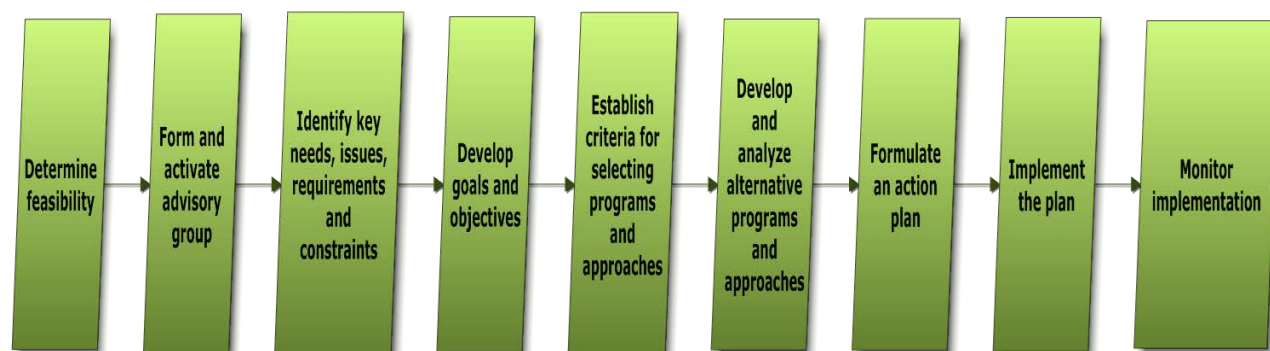 Determine
feasibility
Form and
activate
advisory
group
Identify key
needs, issues,
requirements
and
constraints
Develop
goals and
objectives
Establish
criteria for
selecting
programs
and
approaches
Develop
and
analyze
alternative
programs
and
approaches
Formulate
an action
plan
Implement
the plan
Monitor
implementation